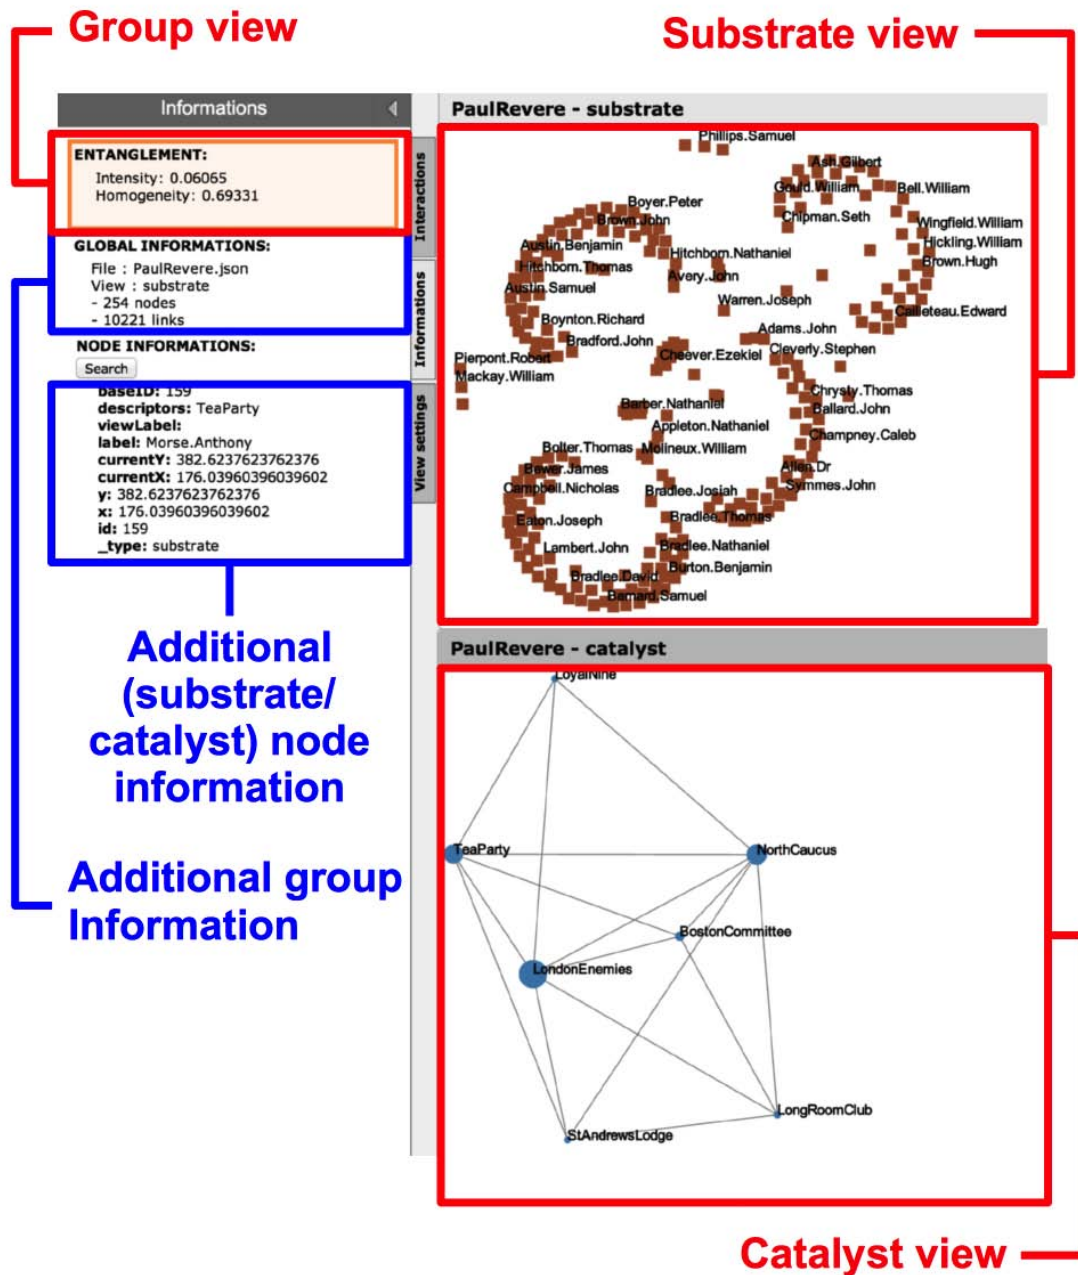 Group view
Substrate view
Informations
PaulRevere - substrate
ENTANGLEMENT:
Intensity: 0.06065
Homogeneity: 0.69331
GLOBAL INFORMATIONS:
File : PaulRevere.json
View : substrate
- 254 nodes
- 10221 links
NODE INFORMATIONS:
Search
baseID: 159
descriptors: TeaParty
viewLabel:
label: Morse.Anthony
currentY: 382.6237623762376
currentX: 176.03960396039602
y: 382.6237623762376
x: 176.03960396039602
id: 159
_type: substrate
Interactions
Informations
View settings
Phillips.Samuel
Ash.Gilbert
Gould.William
Bell.William
Boyer.Peter
Brown.John
Chipman.Seth
Wingfield.William
Hickling.William
Austin.Benjamin
Hitchborn.Nathaniel
Brown.Hugh
Hitchborn.Thomas
Avery.John
Austin.Samuel
Warren.Joseph
Cailleteau.Edward
Boynton.Richard
Adams.John
Bradford.John
Cleverly.Stephen
Pierpont.Robert
Cheever.Ezekiel
Mackay.William
Chrysty.Thomas
Barber.Nathaniel
Ballard.John
Appleton.Nathaniel
Champney.Caleb
Bolter.Thomas
Molineux.William
Bewer.James
Allen.Dr
Campbell.Nicholas
Bradlee.Josiah
Symmes.John
Eaton.Joseph
Bradlee.Thomas
Lambert.John
Bradlee.Nathaniel
Bradlee.David
Burton.Benjamin
Barnard.Samuel
Additional
(substrate/
catalyst) node
information
Additional group
Information
PaulRevere - catalyst
LoyalNine
TeaParty
NorthCaucus
BostonCommittee
LondonEnemies
LongRoomClub
StAndrewsLodge
Catalyst view